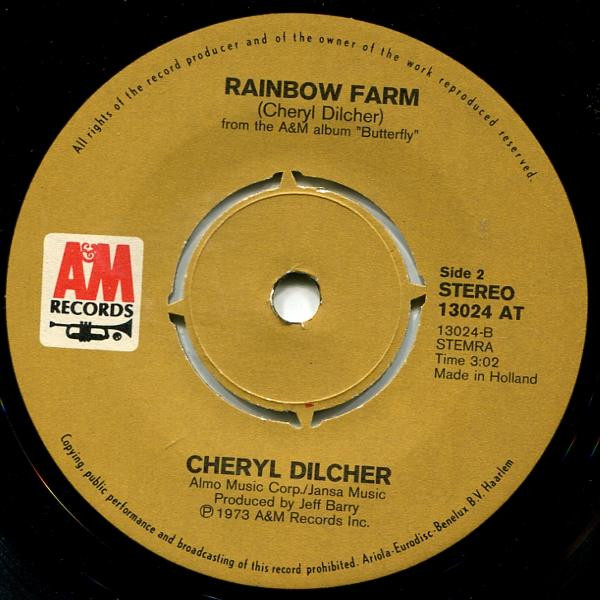 All rights of the record producer and of the owner of the work reproduced reserved.
RAINBOW FARM
(Cheryl Dilcher)
from the A&M album "Butterfly"
A&M
RECORDS
®
Side 2
STEREO
13024 AT
13024-B
STEMRA
Time 3:02
Made in Holland
CHERYL DILCHER
Almo Music Corp./Jansa Music
Produced by Jeff Barry
℗ 1973 A&M Records Inc.
Copying, public performance and broadcasting of this record prohibited. Ariola-Eurodisc-Benelux B.V. Haarlem